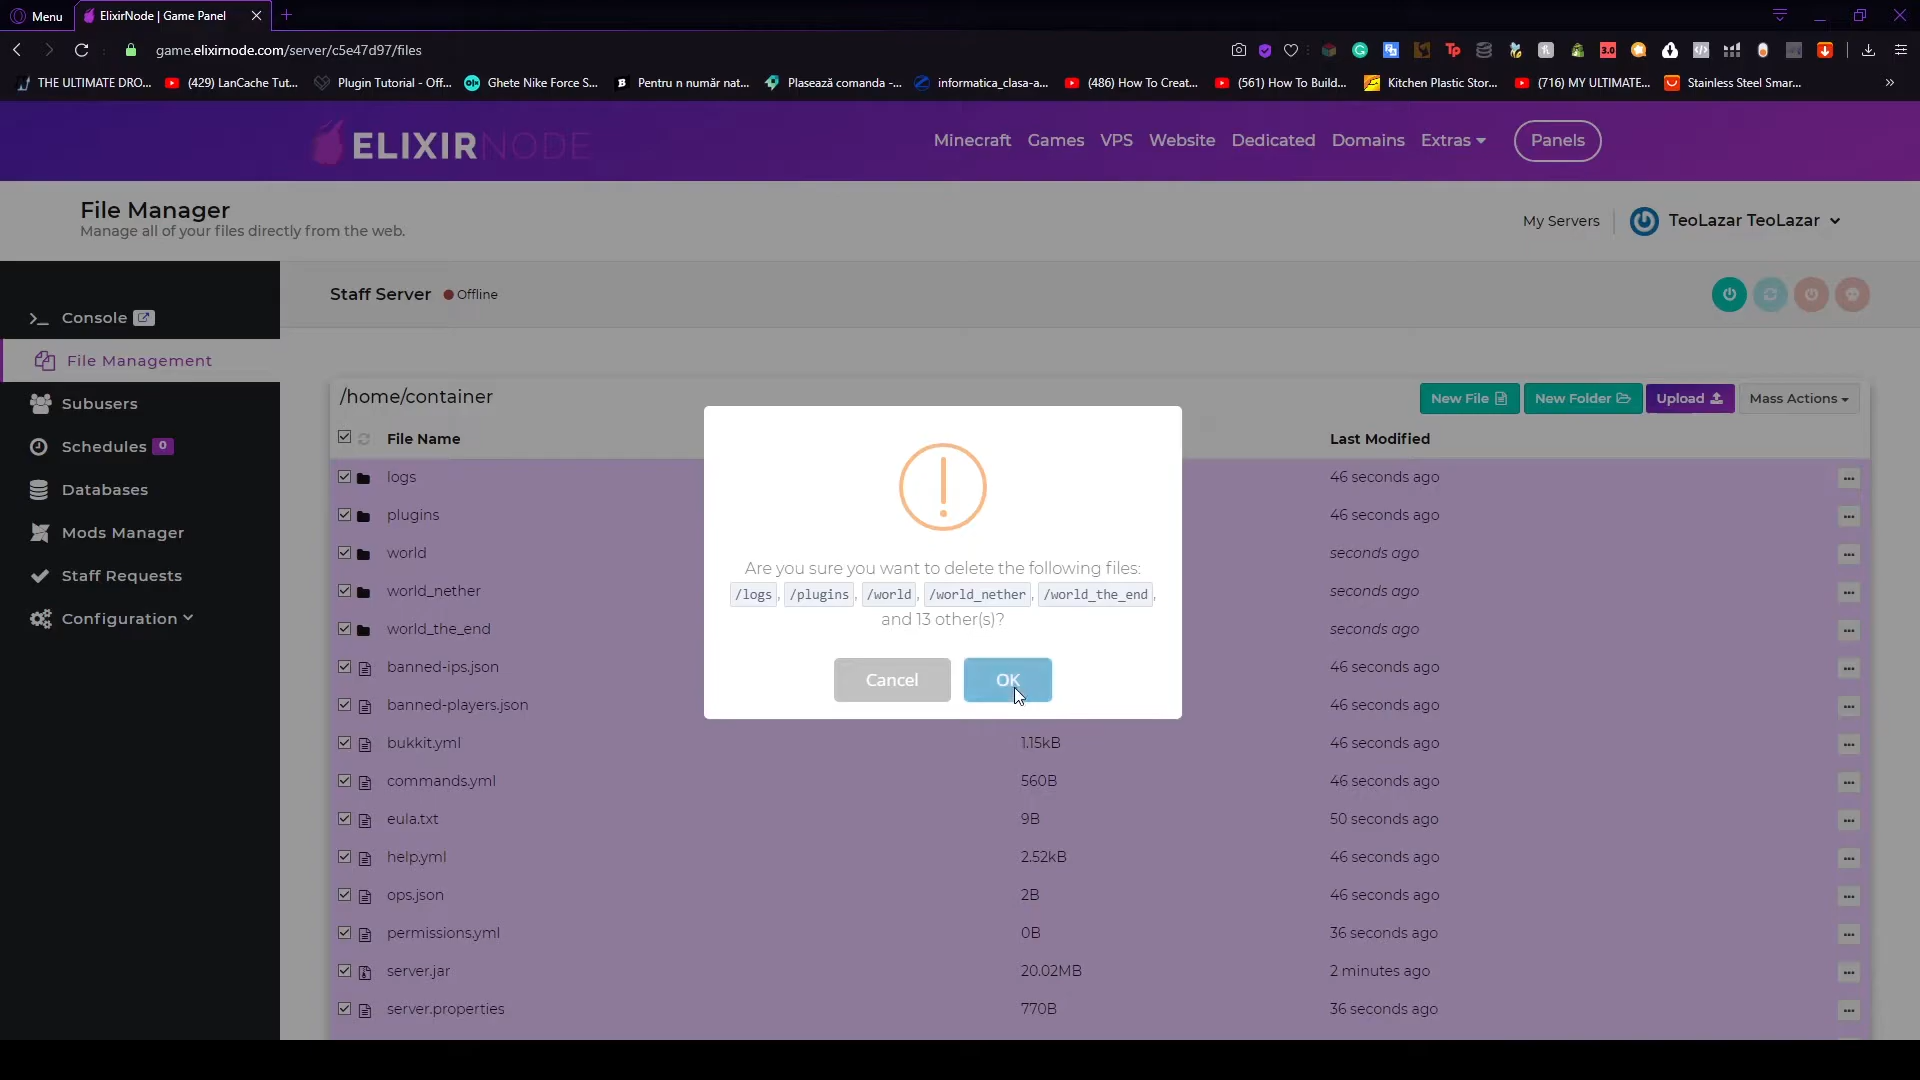 Menu
ElixirNode | Game Panel
game.elixirnode.com/server/c5e47d97/files
Tp
3.0
THE ULTIMATE DRO...
(429) LanCache Tut...
Plugin Tutorial - Off...
Ghete Nike Force S...
Pentru n număr nat...
Plasează comanda -...
informatica_clasa-a...
(486) How To Creat...
(561) How To Build...
Kitchen Plastic Stor...
(716) MY ULTIMATE...
Stainless Steel Smar...
ELIXIRNODE
Minecraft
Games
VPS
Website
Dedicated
Domains
Extras
Panels
File Manager
Manage all of your files directly from the web.
My Servers
TeoLazar TeoLazar
Console
File Management
Subusers
Schedules 0
Databases
Mods Manager
Staff Requests
Configuration
Staff Server
Offline
/home/container
New File
New Folder
Upload
Mass Actions
File Name
Last Modified
logs
46 seconds ago
plugins
46 seconds ago
world
seconds ago
world_nether
seconds ago
world_the_end
seconds ago
banned-ips.json
46 seconds ago
banned-players.json
46 seconds ago
bukkit.yml
1.15kB
46 seconds ago
commands.yml
560B
46 seconds ago
eula.txt
9B
50 seconds ago
help.yml
2.52kB
46 seconds ago
ops.json
2B
46 seconds ago
permissions.yml
0B
36 seconds ago
server.jar
20.02MB
2 minutes ago
server.properties
770B
36 seconds ago
Are you sure you want to delete the following files:
/logs, /plugins, /world, /world_nether, /world_the_end,
and 13 other(s)?
Cancel
OK